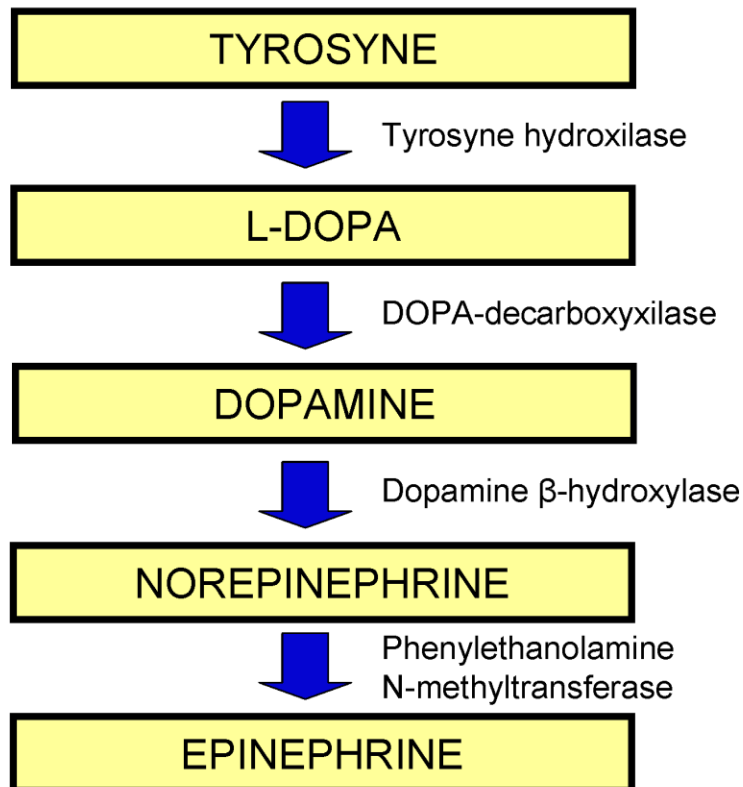 TYROSYNE
Tyrosyne hydroxilase
L-DOPA
DOPA-decarboxyxilase
DOPAMINE
Dopamine β-hydroxylase
NOREPINEPHRINE
Phenylethanolamine
N-methyltransferase
EPINEPHRINE